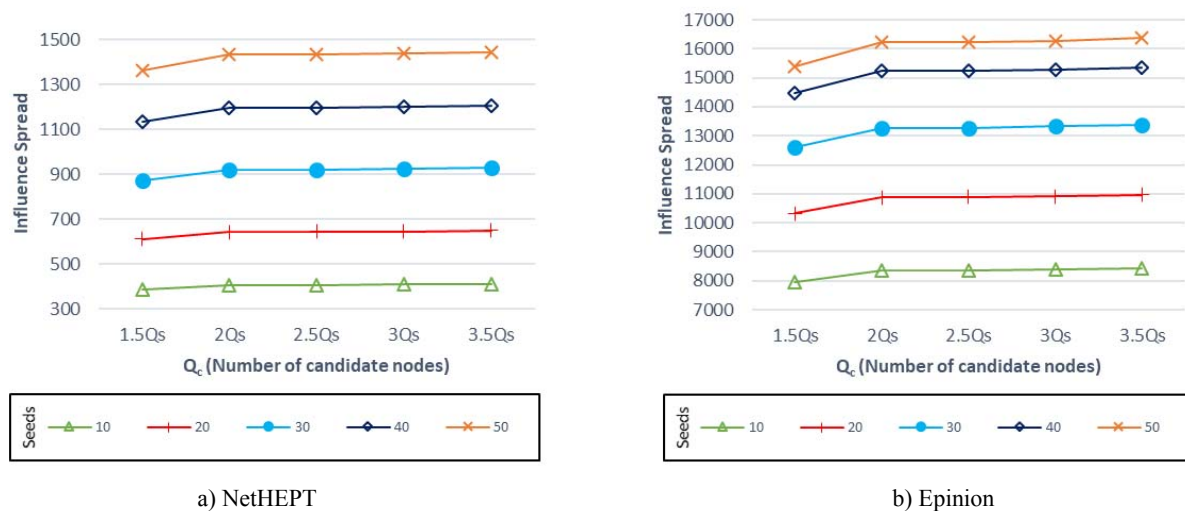 1500
1300
1100
900
700
500
300
Influence Spread
1.5Qs 2Qs 2.5Qs 3Qs 3.5Qs
Qc (Number of candidate nodes)
Seeds
10 20 30 40 50
a) NetHEPT
17000
16000
15000
14000
13000
12000
11000
10000
9000
8000
7000
Influence Spread
1.5Qs 2Qs 2.5Qs 3Qs 3.5Qs
Qc (Number of candidate nodes)
Seeds
10 20 30 40 50
b) Epinion